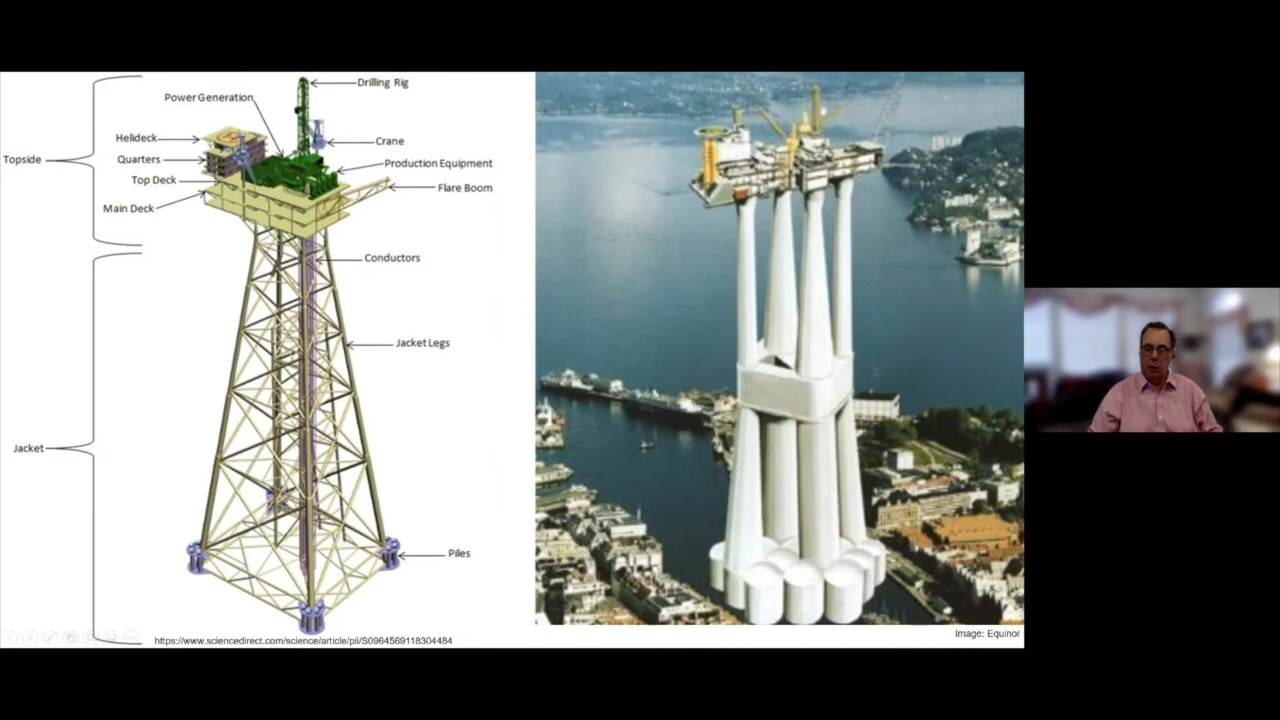 Drilling Rig
Power Generation
Helideck
Crane
Quarters
Topside
Production Equipment
Top Deck
Flare Boom
Main Deck
Conductors
Jacket Legs
Jacket
Piles
https://www.sciencedirect.com/science/article/pii/S0964569118304484
Image: Equinor